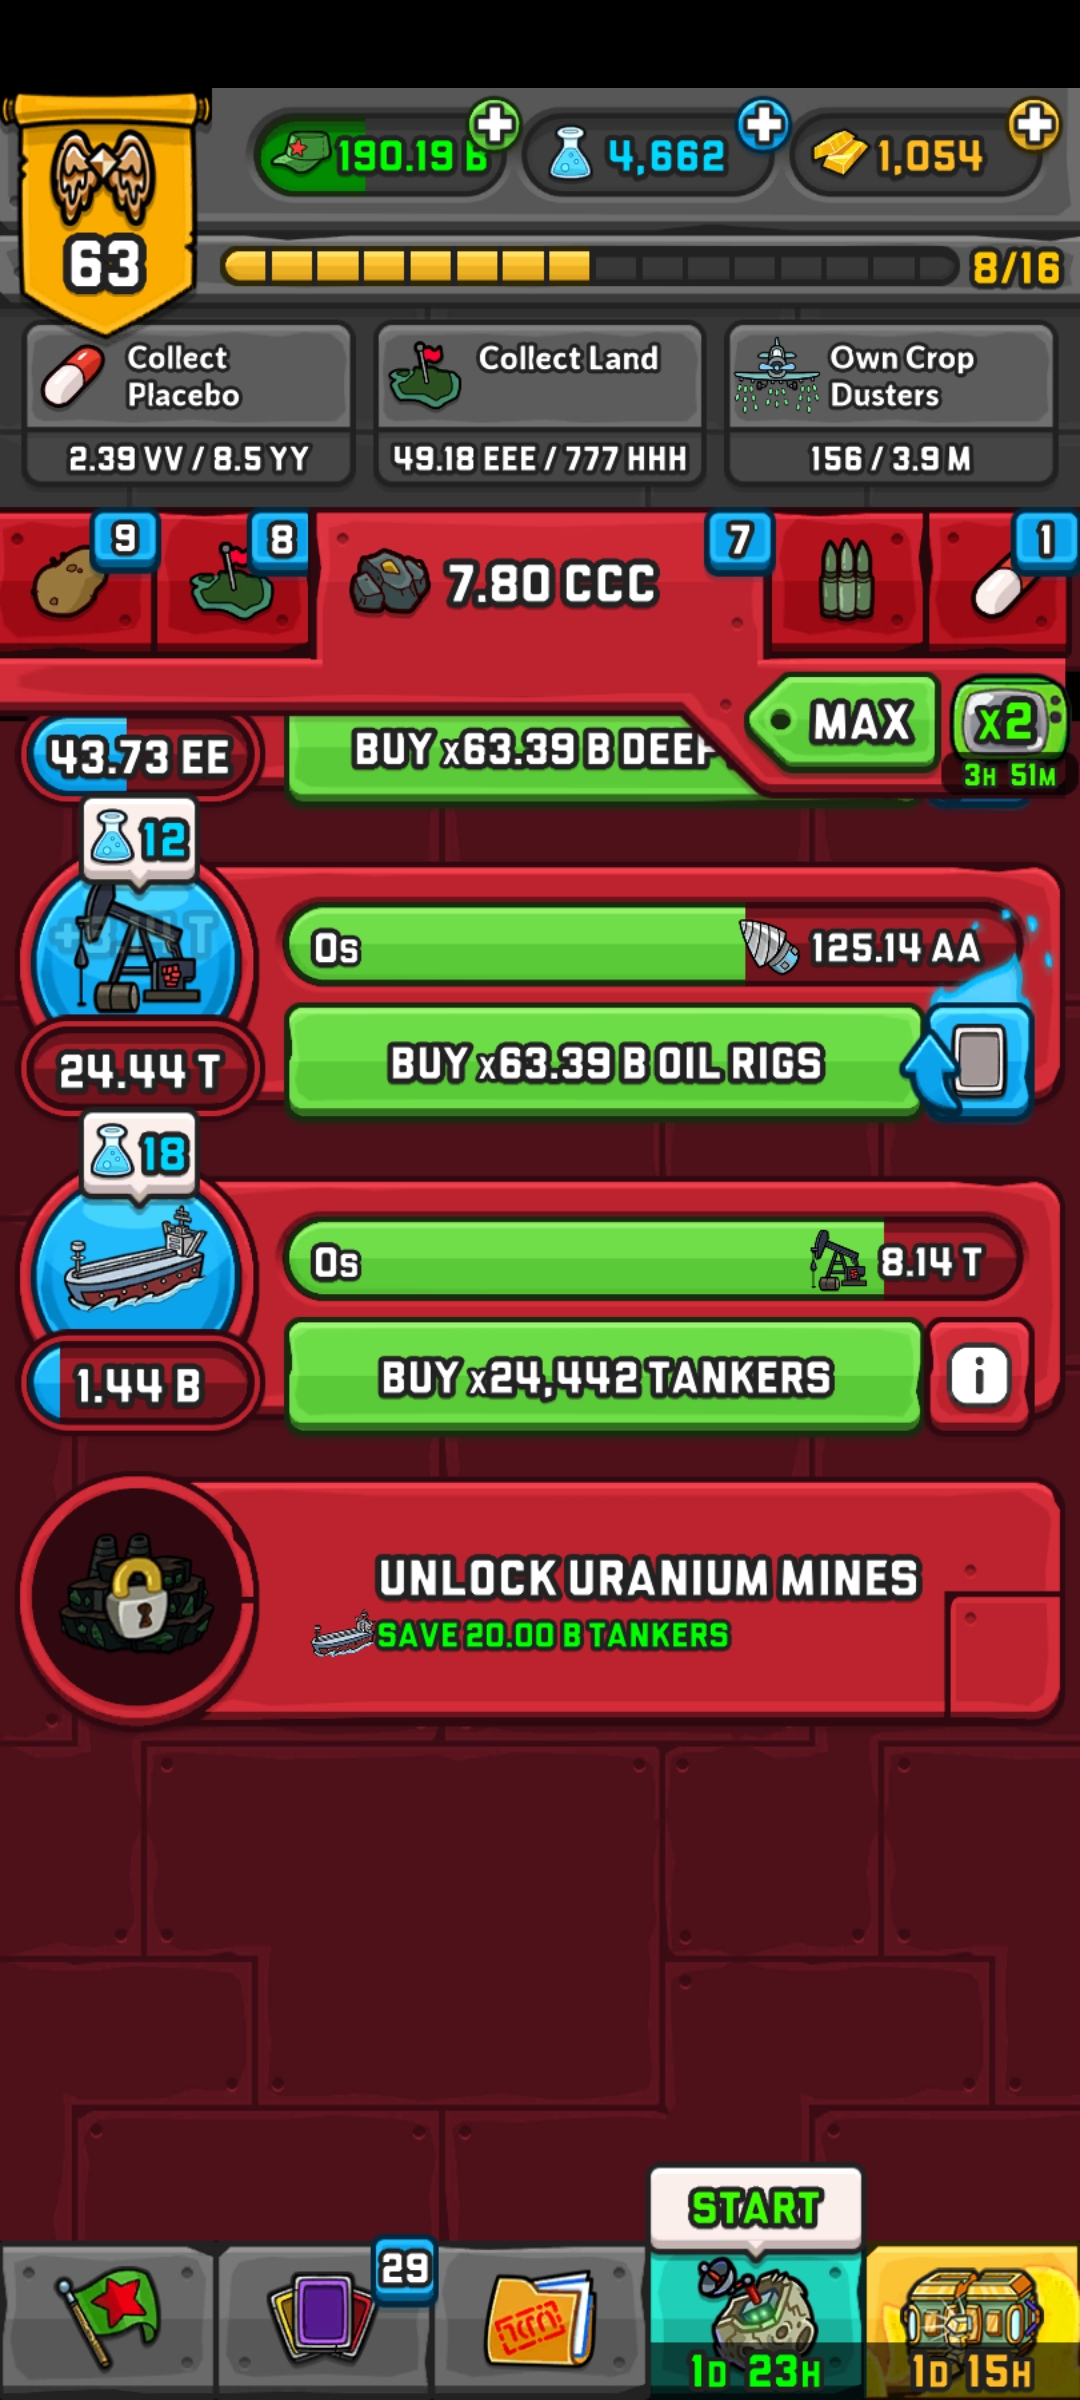 190.19 B
4,662
1,054
63
8/16
Collect
Placebo
2.39 VV / 8.5 YY
Collect Land
49.18 EEE / 777 HHH
Own Crop
Dusters
156 / 3.9 M
9
8
7.80 CCC
7
1
MAX
x2
3H 51M
43.73 EE
BUY x63.39 B DEEP
12
0s
125.14 AA
24.44 T
BUY x63.39 B OIL RIGS
18
0s
8.14 T
1.44 B
BUY x24,442 TANKERS
i
UNLOCK URANIUM MINES
SAVE 20.00 B TANKERS
START
29
1D 23H
1D 15H